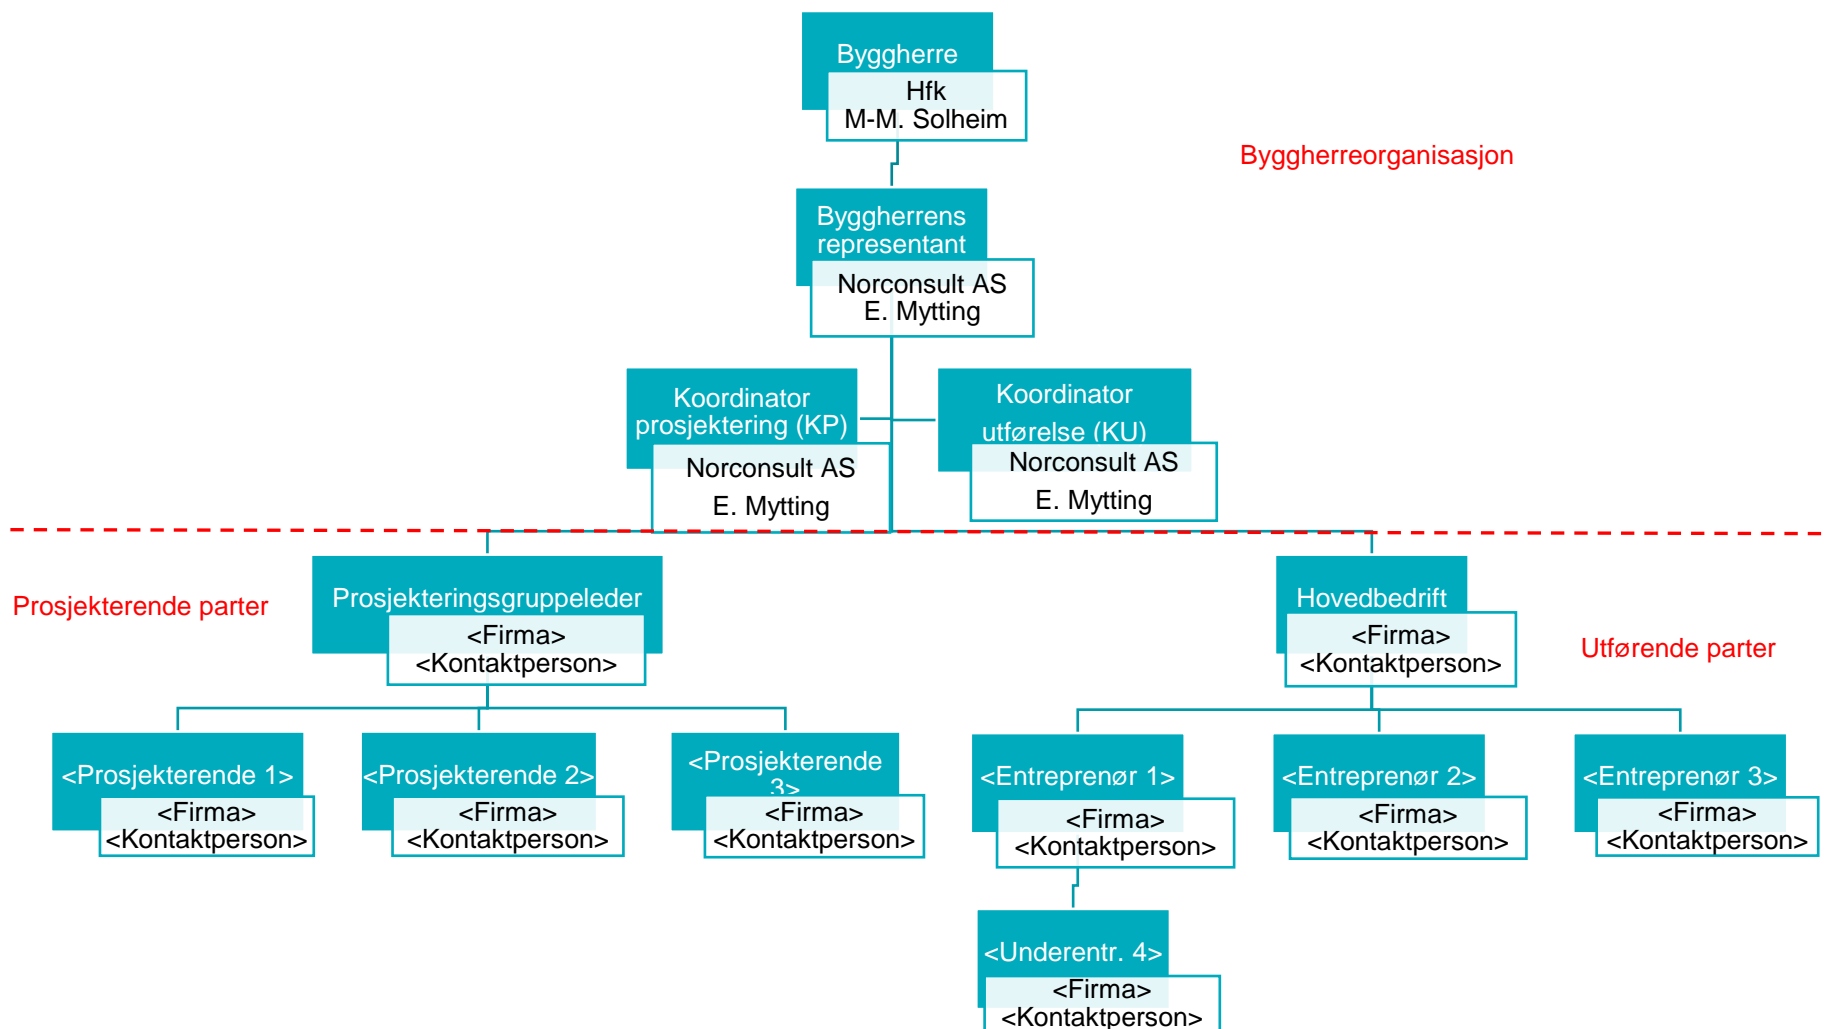 Byggherre
Hfk
M-M. Solheim
Byggherreorganisasjon
Byggherrens
representant
Norconsult AS
E. Mytting
Koordinator
prosjektering (KP)
Norconsult AS
E. Mytting
Koordinator
utførelse (KU)
Norconsult AS
E. Mytting
Prosjekterende parter
Prosjekteringsgruppeleder
<Firma>
<Kontaktperson>
Hovedbedrift
<Firma>
<Kontaktperson>
Utførende parter
<Prosjekterende 1>
<Firma>
<Kontaktperson>
<Prosjekterende 2>
<Firma>
<Kontaktperson>
<Prosjekterende
3>
<Firma>
<Kontaktperson>
<Entreprenør 1>
<Firma>
<Kontaktperson>
<Entreprenør 2>
<Firma>
<Kontaktperson>
<Entreprenør 3>
<Firma>
<Kontaktperson>
<Underentr. 4>
<Firma>
<Kontaktperson>